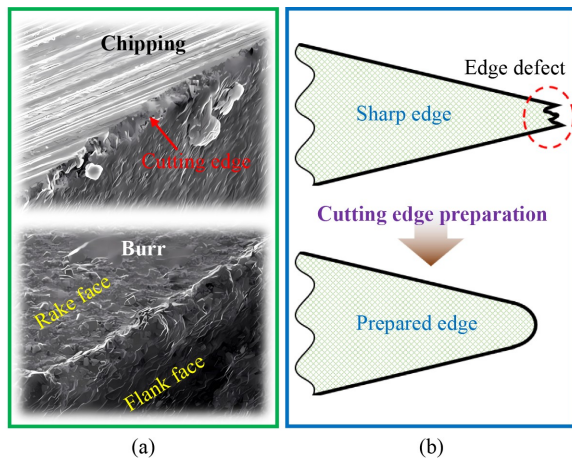 Chipping
Cutting edge
Burr
Rake face
Flank face
(a)
Edge defect
Sharp edge
Cutting edge preparation
Prepared edge
(b)